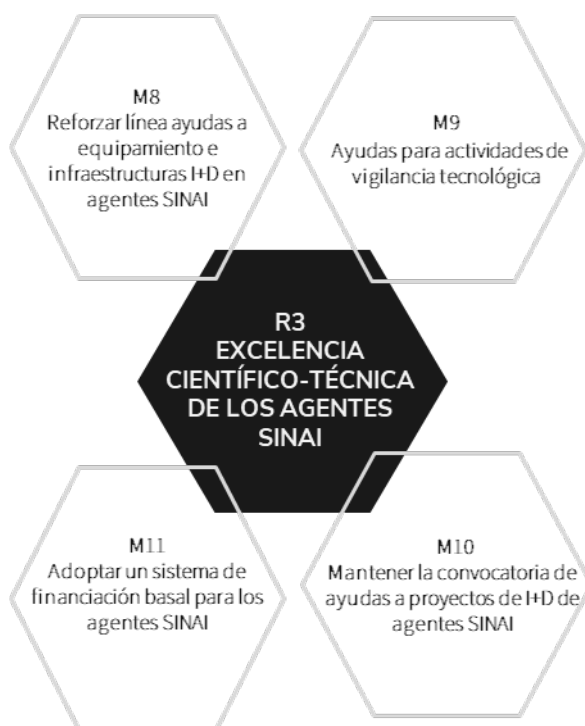 M8
Reforzar línea ayudas a
equipamiento e
infraestructuras I+D en
agentes SINAI
M9
Ayudas para actividades de
vigilancia tecnológica
R3
EXCELENCIA
CIENTÍFICO-TÉCNICA
DE LOS AGENTES
SINAI
M11
Adoptar un sistema de
financiación basal para los
agentes SINAI
M10
Mantener la convocatoria de
ayudas a proyectos de I+D de
agentes SINAI